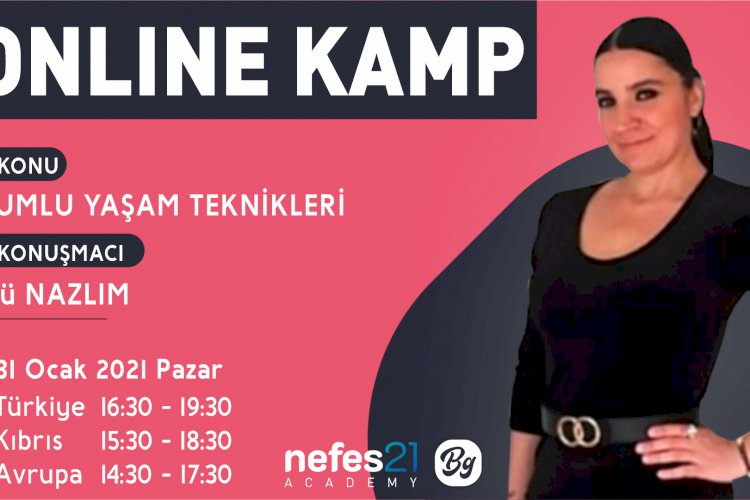 ONLINE KAMP
KONU
UMLU YAŞAM TEKNİKLERİ
KONUŞMACI
ü NAZLIM
31 Ocak 2021 Pazar
Türkiye 16:30 - 19:30
Kıbrıs 15:30 - 18:30
Avrupa 14:30 - 17:30
nefes21
ACADEMY
Bg